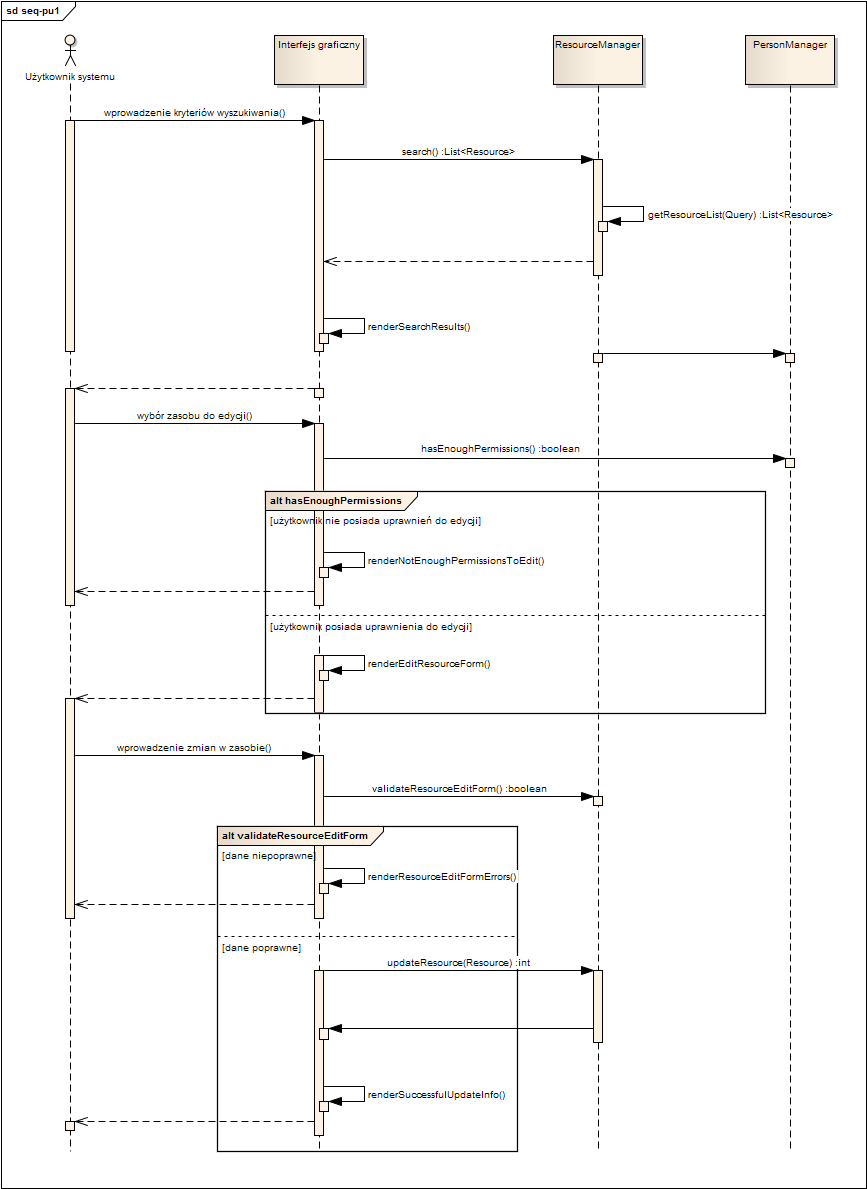 sd seq-pu1
Użytkownik systemu
Interfejs graficzny
ResourceManager
PersonManager
wprowadzenie kryteriów wyszukiwania()
search() :List<Resource>
getResourceList(Query) :List<Resource>
renderSearchResults()
wybór zasobu do edycji()
hasEnoughPermissions() :boolean
alt hasEnoughPermissions
[użytkownik nie posiada uprawnień do edycji]
renderNotEnoughPermissionsToEdit()
[użytkownik posiada uprawnienia do edycji]
renderEditResourceForm()
wprowadzenie zmian w zasobie()
validateResourceEditForm() :boolean
alt validateResourceEditForm
[dane niepoprawne]
renderResourceEditFormErrors()
[dane poprawne]
updateResource(Resource) :int
renderSuccessfulUpdateInfo()